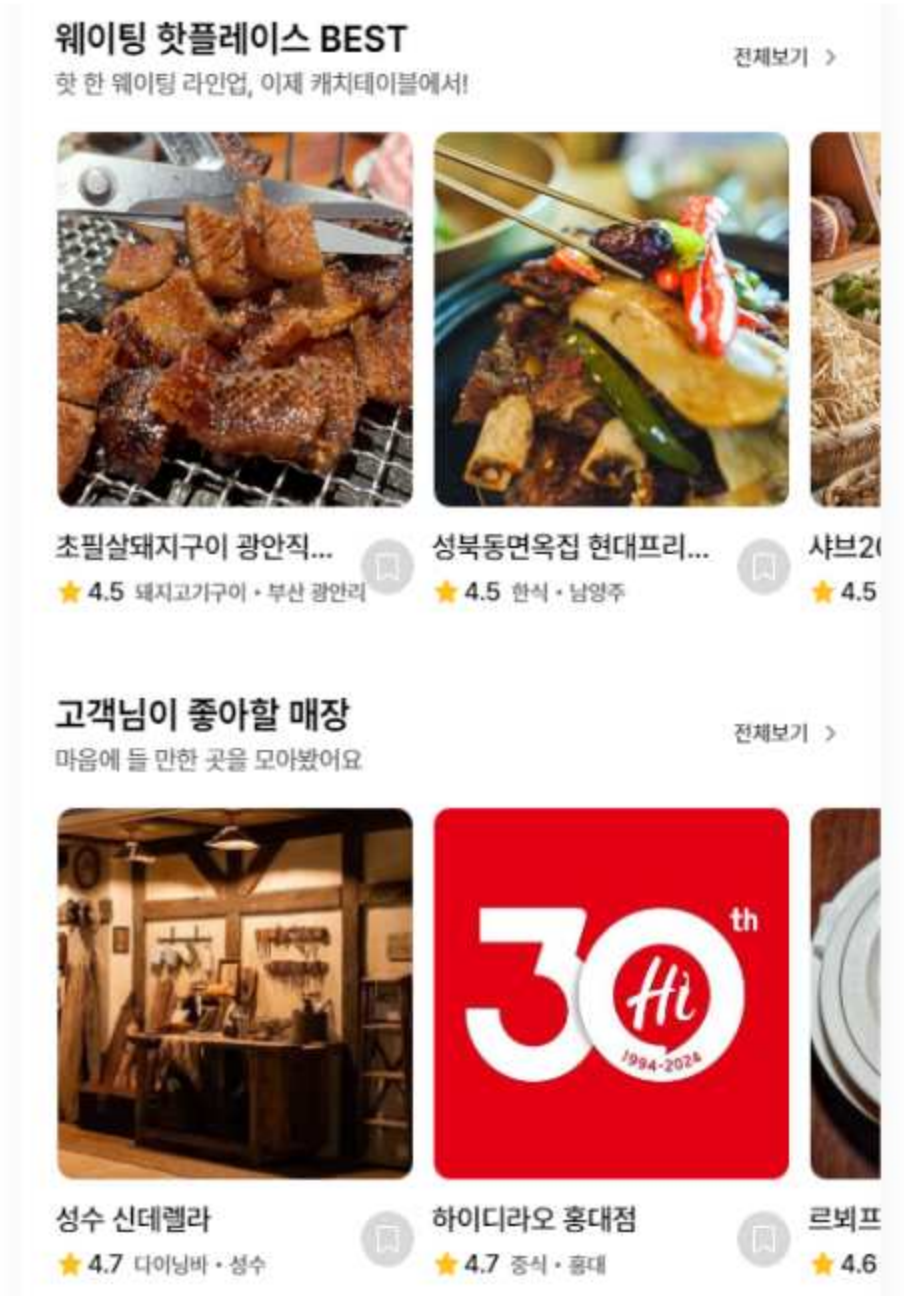 웨이팅 핫플레이스 BEST
전체보기 >
핫 한 웨이팅 라인업, 이제 캐치테이블에서!
초필살돼지구이 광안직...
4.5 돼지고기구이 • 부산 광안리
성북동면옥집 현대프리...
4.5 한식 • 남양주
샤브20
4.5
고객님이 좋아할 매장
전체보기 >
마음에 들 만한 곳을 모아봤어요
30th
Hi
1994-2024
성수 신데렐라
4.7 다이닝바 • 성수
하이디라오 홍대점
4.7 중식 • 홍대
르뵈프
4.6